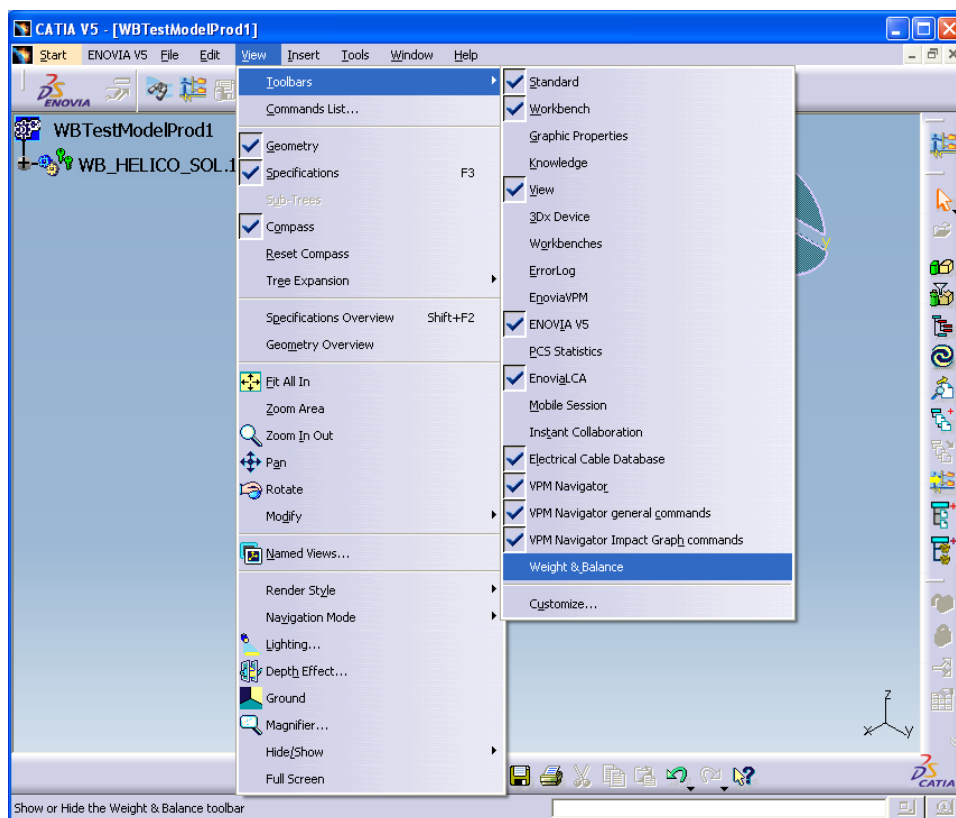 CATIA V5 - [WBTestModelProd1]
Start ENOVIA V5 File Edit View Insert Tools Window Help
ENOVIA
WBTestModelProd1
WB_HELICO_SOL.1
Toolbars
Commands List...
Geometry
Specifications F3
Sub-Trees
Compass
Reset Compass
Tree Expansion
Specifications Overview Shift+F2
Geometry Overview
Fit All In
Zoom Area
Zoom In Out
Pan
Rotate
Modify
Named Views...
Render Style
Navigation Mode
Lighting...
Depth Effect...
Ground
Magnifier...
Hide/Show
Full Screen
Standard
Workbench
Graphic Properties
Knowledge
View
3Dx Device
Workbenches
ErrorLog
EnoviaVPM
ENOVIA V5
PCS Statistics
EnoviaLCA
Mobile Session
Instant Collaboration
Electrical Cable Database
VPM Navigator
VPM Navigator general commands
VPM Navigator Impact Graph commands
Weight & Balance
Customize...
y
z
x y
CATIA
Show or Hide the Weight & Balance toolbar